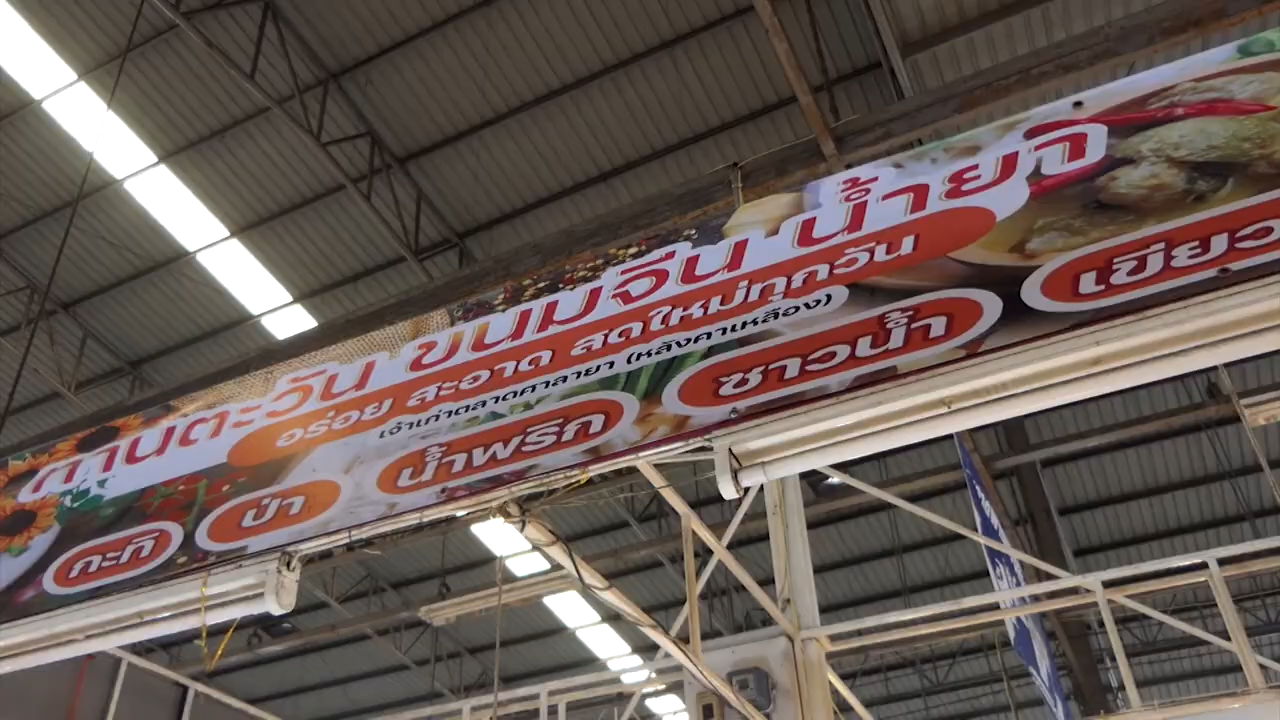 ทานตะวัน ขนมจีน น้ำยา
อร่อย สะอาด สดใหม่ทุกวัน
เจ้าเก่าตลาดศาลายา (หลังคาเหลือง)
กะทิ ป่า น้ำพริก ซาวน้ำ เขียว